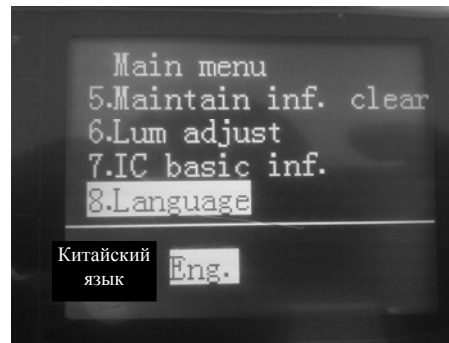 Main menu
5.Maintain inf. clear
6.Lum adjust
7.IC basic inf.
8.Language
Китайский
язык
Eng.